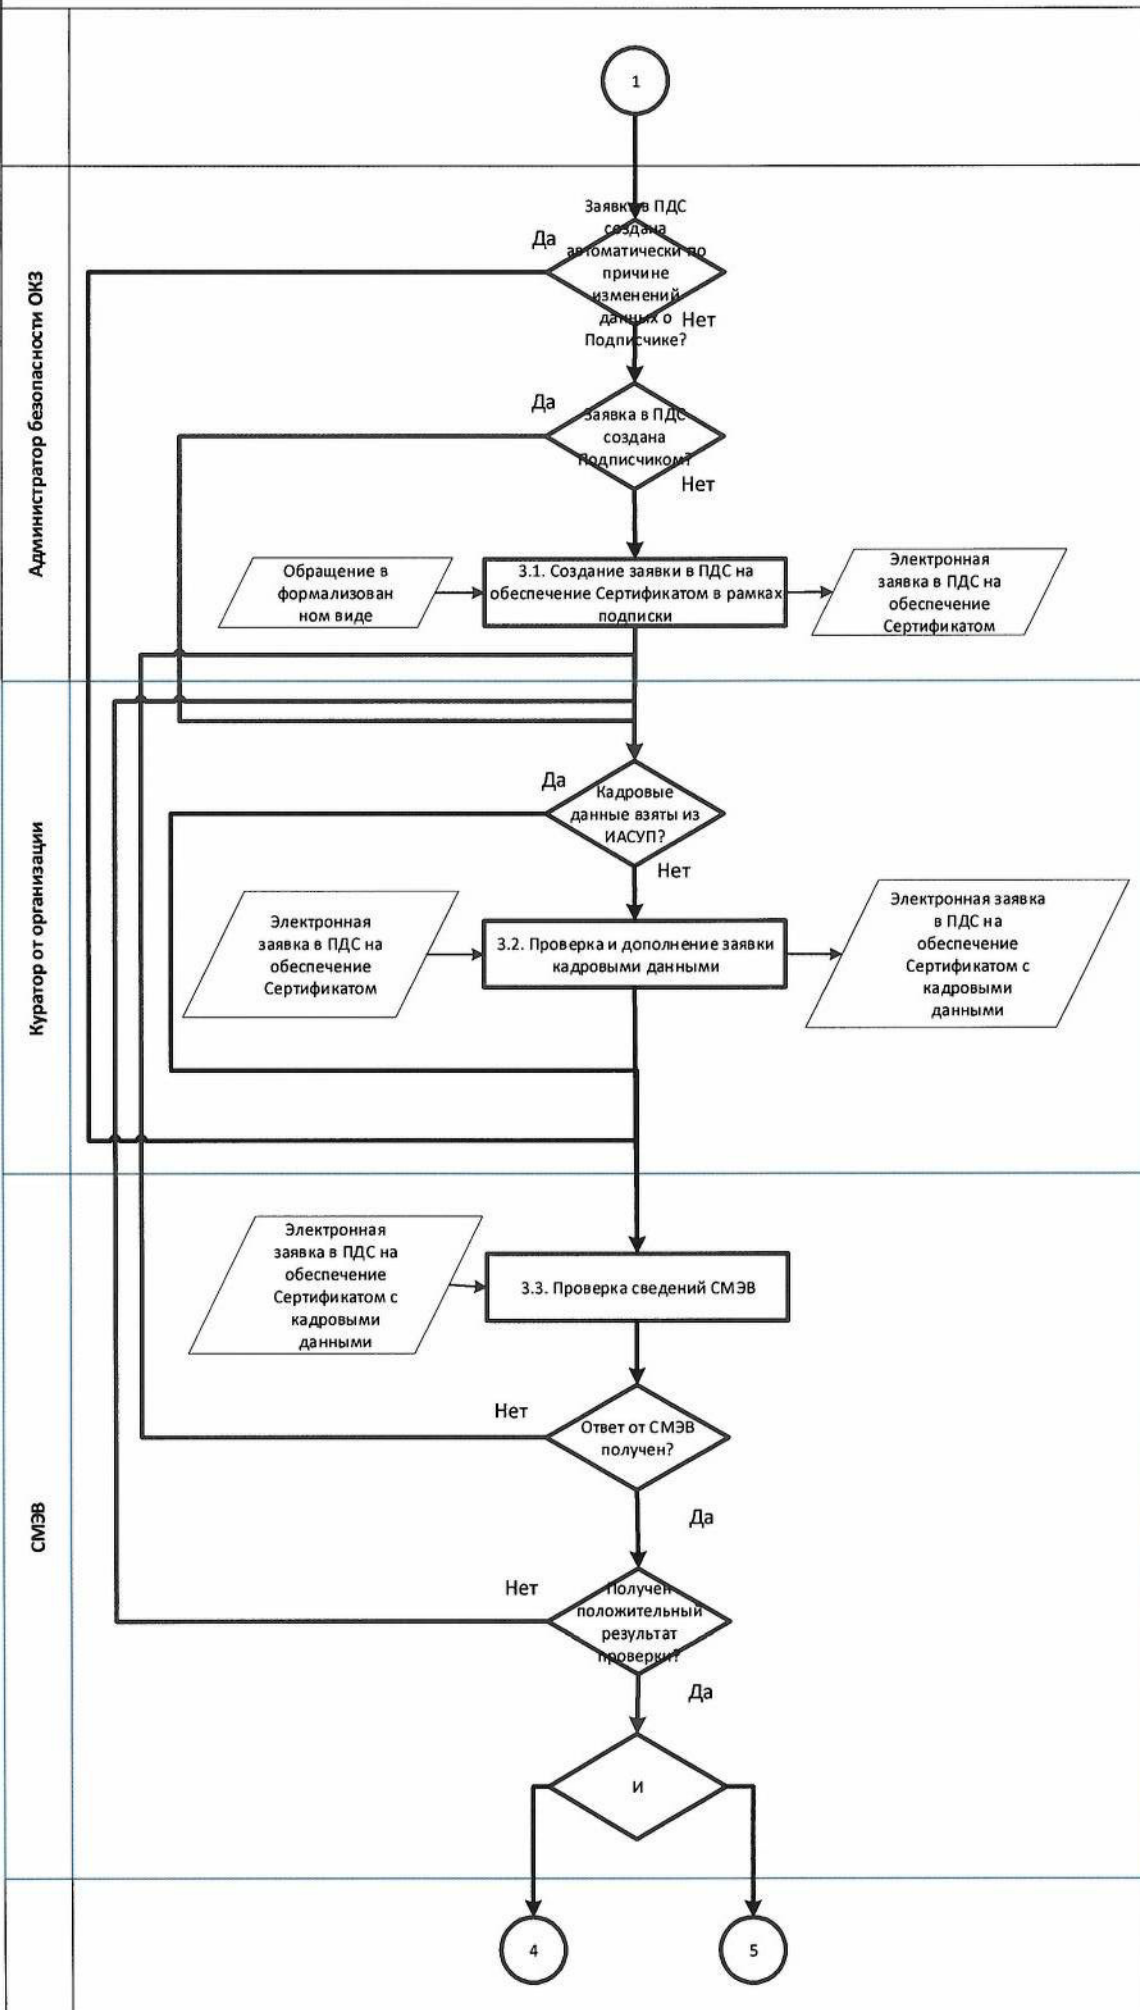 1
Администратор безопасности ОКЗ
Заявка в ПДС
создана
автоматически по
причине
изменений
данных о
Подписчике?
Да
Нет
Да
Заявка в ПДС
создана
Подписчиком?
Нет
Обращение в
формализован
ном виде
3.1. Создание заявки в ПДС на
обеспечение Сертификатом в рамках
подписки
Электронная
заявка в ПДС на
обеспечение
Сертификатом
Куратор от организации
Да
Кадровые
данные взяты из
ИАСУП?
Нет
Электронная
заявка в ПДС на
обеспечение
Сертификатом
3.2. Проверка и дополнение заявки
кадровыми данными
Электронная заявка
в ПДС на
обеспечение
Сертификатом с
кадровыми
данными
СМЭВ
Электронная
заявка в ПДС на
обеспечение
Сертификатом с
кадровыми
данными
3.3. Проверка сведений СМЭВ
Нет
Ответ от СМЭВ
получен?
Да
Нет
Получен
положительный
результат
проверки?
Да
И
4
5